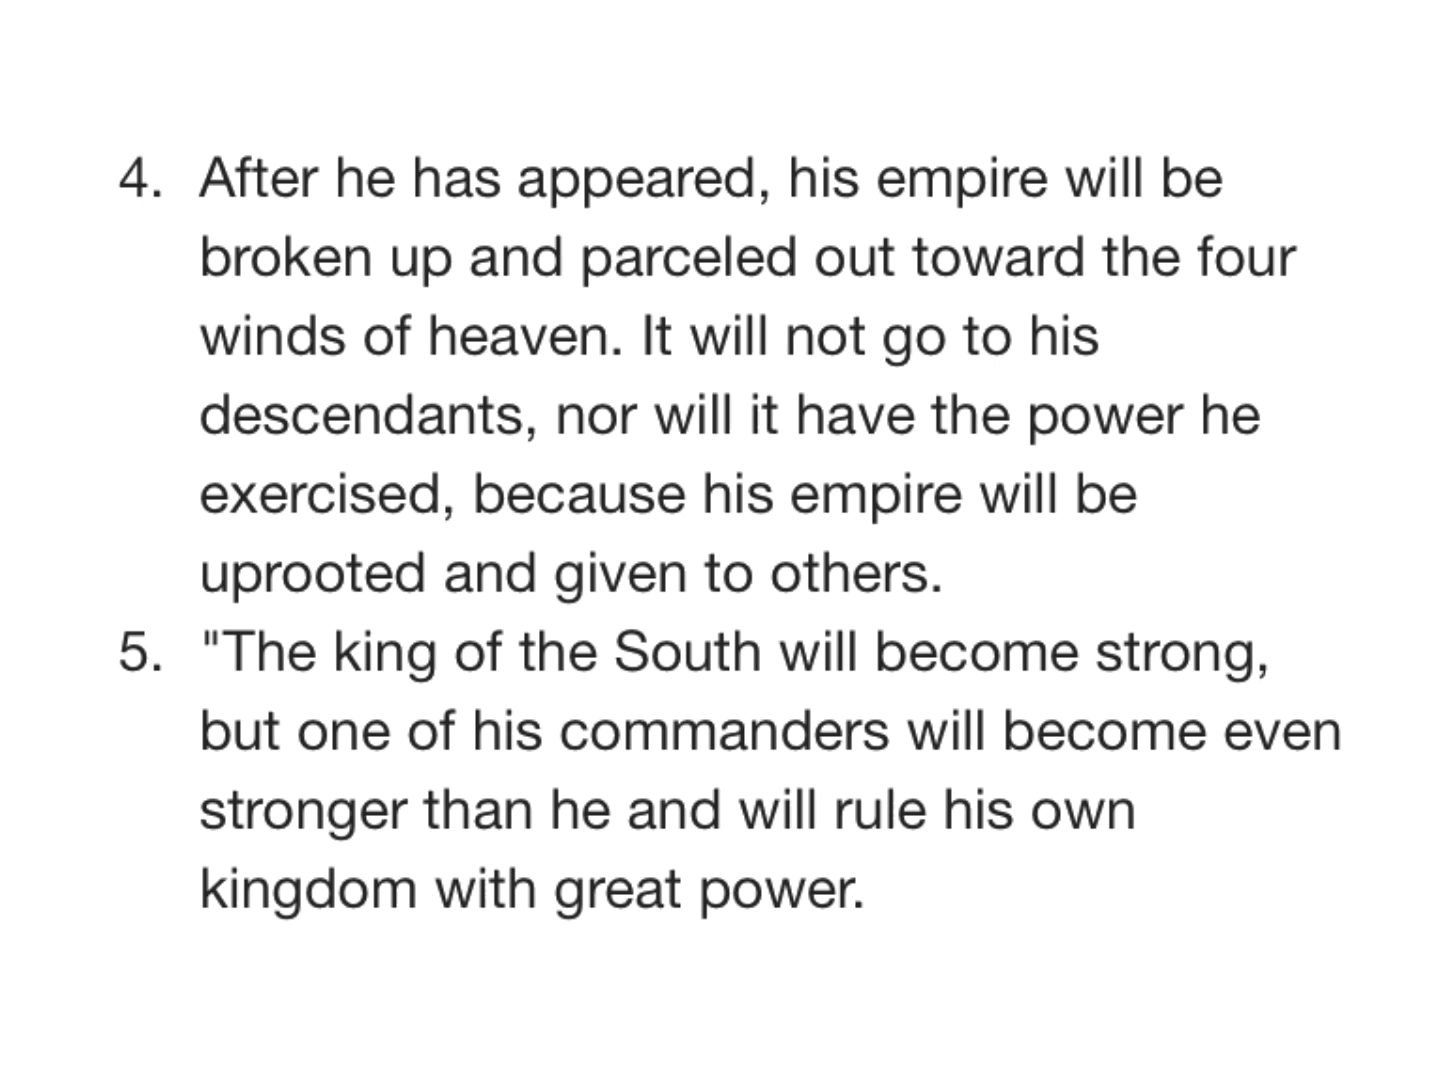 4. After he has appeared, his empire will be
broken up and parceled out toward the four
winds of heaven. It will not go to his
descendants, nor will it have the power he
exercised, because his empire will be
uprooted and given to others.
5. "The king of the South will become strong,
but one of his commanders will become even
stronger than he and will rule his own
kingdom with great power.